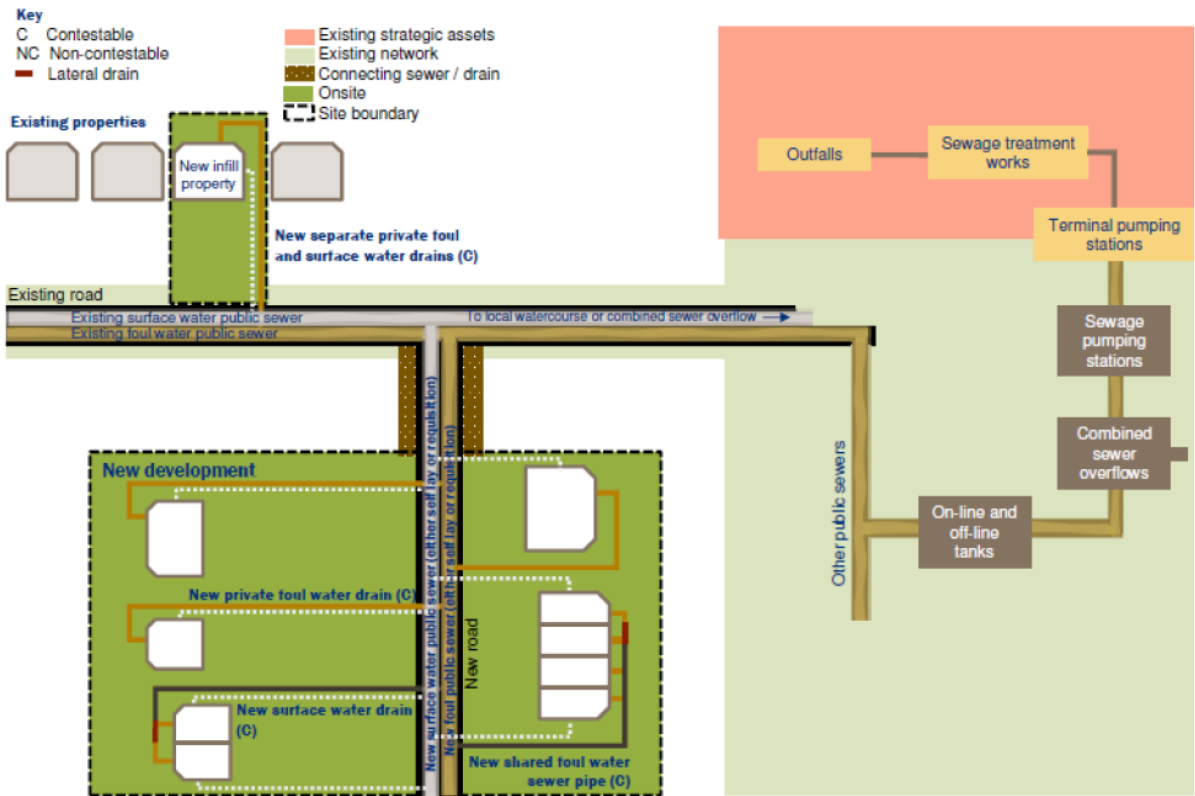 Key
C Contestable
NC Non-contestable
Lateral drain
Existing strategic assets
Existing network
Connecting sewer / drain
Onsite
Site boundary
Existing properties
New infill
property
New separate private foul
and surface water drains (C)
Outfalls
Sewage treatment
works
Terminal pumping
stations
Existing road
Existing surface water public sewer
To local watercourse or combined sewer overflow
Existing foul water public sewer
Sewage
pumping
stations
Combined
sewer
overflows
On-line and
off-line
tanks
Other public sewers
New development
New surface water public sewer (either self lay or requisition)
New foul public sewer (either self lay or requisition)
New road
New private foul water drain (C)
New surface water drain
(C)
New shared foul water
sewer pipe (C)